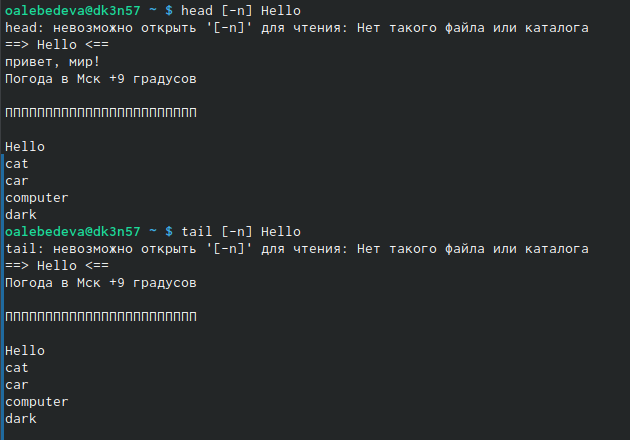 oalebedeva@dk3n57 ~ $ head [-n] Hello
head: невозможно открыть '[-n]' для чтения: Нет такого файла или каталога
==> Hello <==
привет, мир!
Погода в Мск +9 градусов

ПППППППППППППППППППППППП

Hello
cat
car
computer
dark
oalebedeva@dk3n57 ~ $ tail [-n] Hello
tail: невозможно открыть '[-n]' для чтения: Нет такого файла или каталога
==> Hello <==
Погода в Мск +9 градусов

ПППППППППППППППППППППППП

Hello
cat
car
computer
dark